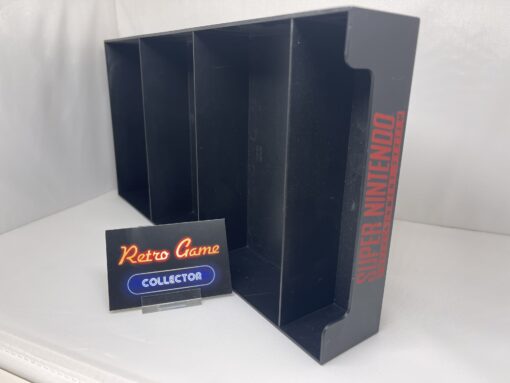 Retro Game
COLLECTOR
SUPER NINTENDO